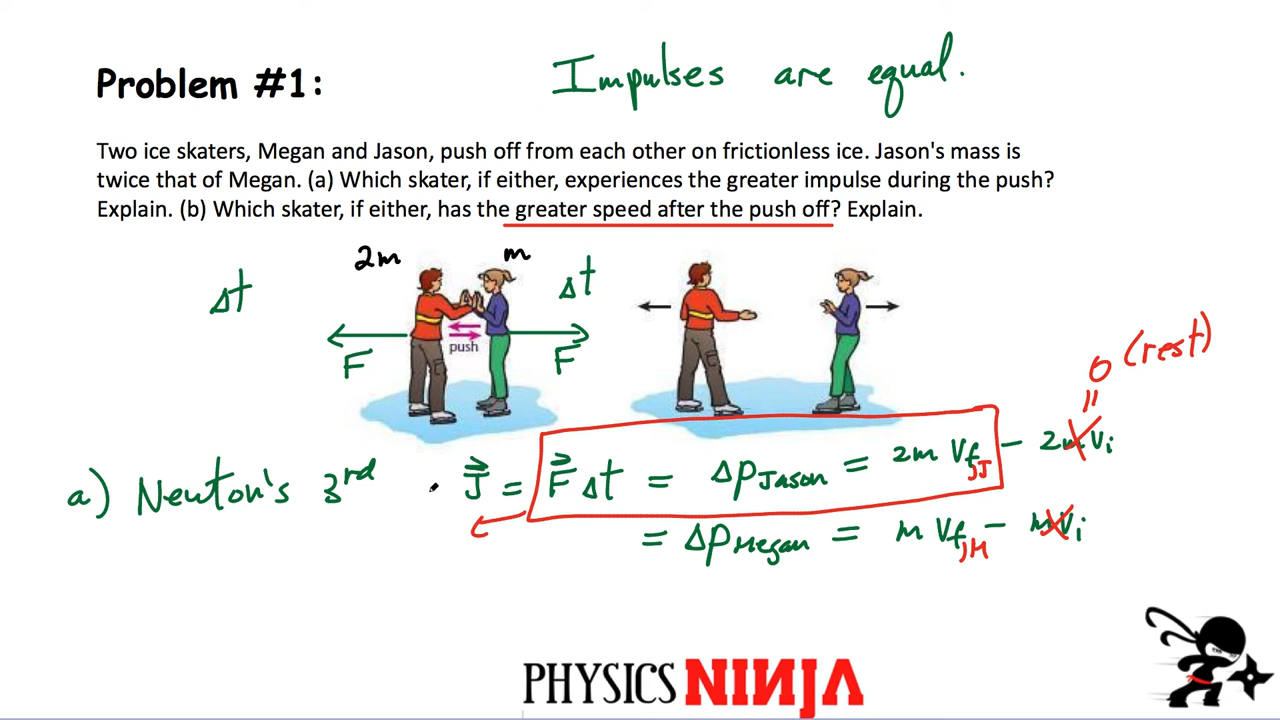 Impulses are equal.
Problem #1:
Two ice skaters, Megan and Jason, push off from each other on frictionless ice. Jason's mass is
twice that of Megan. (a) Which skater, if either, experiences the greater impulse during the push?
Explain. (b) Which skater, if either, has the greater speed after the push off? Explain.
2m m
Δt Δt
push
F F
0 (rest)
=
a) Newton's 3rd J⃗ = F⃗ Δt = ΔpJason = 2m Vf,J − 2m Vi
= ΔpMegan = m Vf,M − m Vi
PHYSICS NINJA